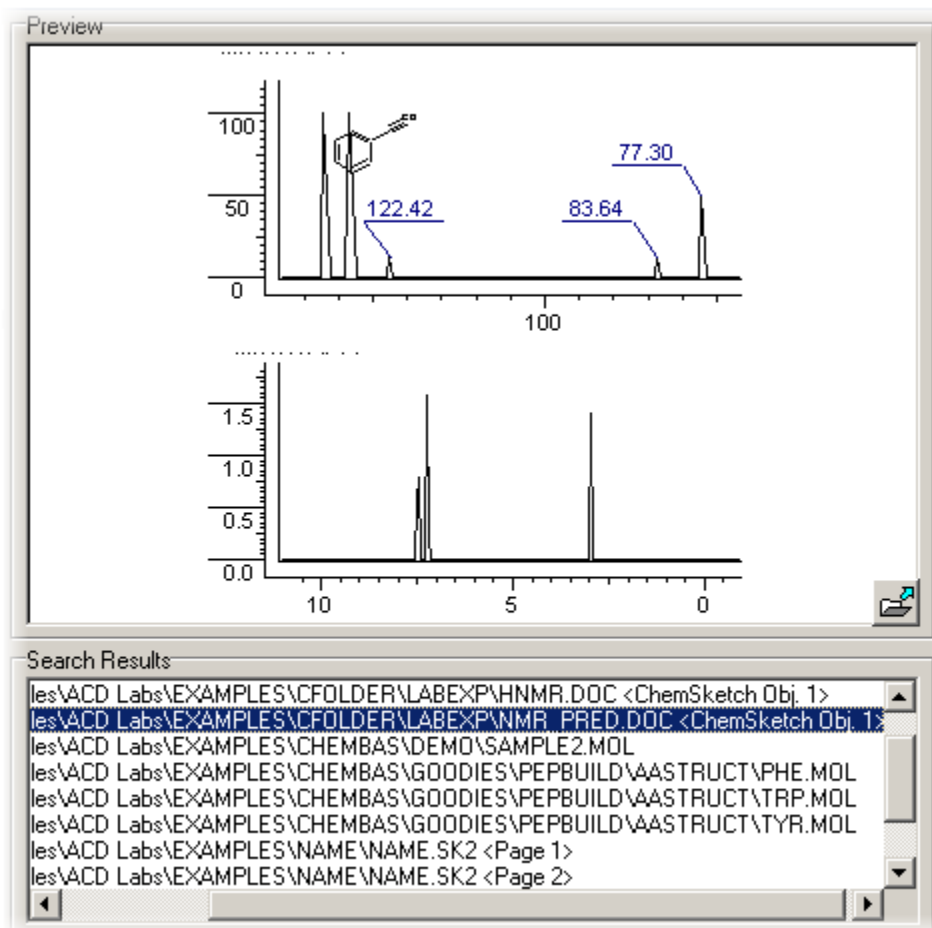 Preview
100
50
0
122.42
83.64
77.30
100
1.5
1.0
0.5
0.0
10
5
0
Search Results
les\ACD Labs\EXAMPLES\CFOLDER\LABEXP\HNMR.DOC <ChemSketch Obj. 1>
les\ACD Labs\EXAMPLES\CFOLDER\LABEXP\NMR_PRED.DOC <ChemSketch Obj. 1>
les\ACD Labs\EXAMPLES\CHEMBAS\DEMO\SAMPLE2.MOL
les\ACD Labs\EXAMPLES\CHEMBAS\GOODIES\PEPBUILD\AASTRUCT\PHE.MOL
les\ACD Labs\EXAMPLES\CHEMBAS\GOODIES\PEPBUILD\AASTRUCT\TRP.MOL
les\ACD Labs\EXAMPLES\CHEMBAS\GOODIES\PEPBUILD\AASTRUCT\TYR.MOL
les\ACD Labs\EXAMPLES\NAME\NAME.SK2 <Page 1>
les\ACD Labs\EXAMPLES\NAME\NAME.SK2 <Page 2>